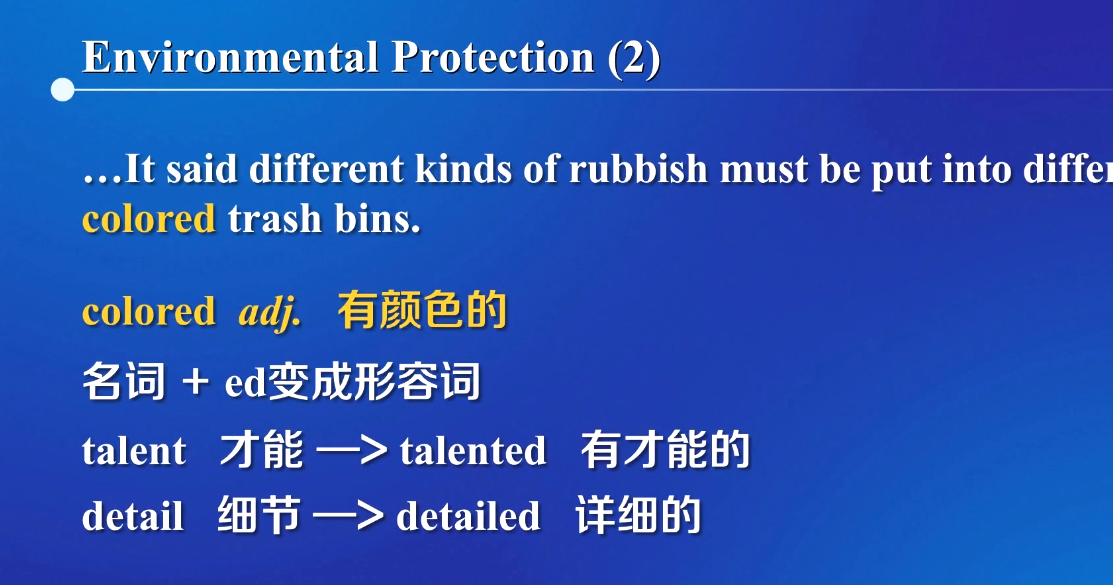 Environmental Protection (2)
…It said different kinds of rubbish must be put into
colored trash bins.
colored adj. 有颜色的
名词 + ed变成形容词
talent 才能 —> talented 有才能的
detail 细节 —> detailed 详细的